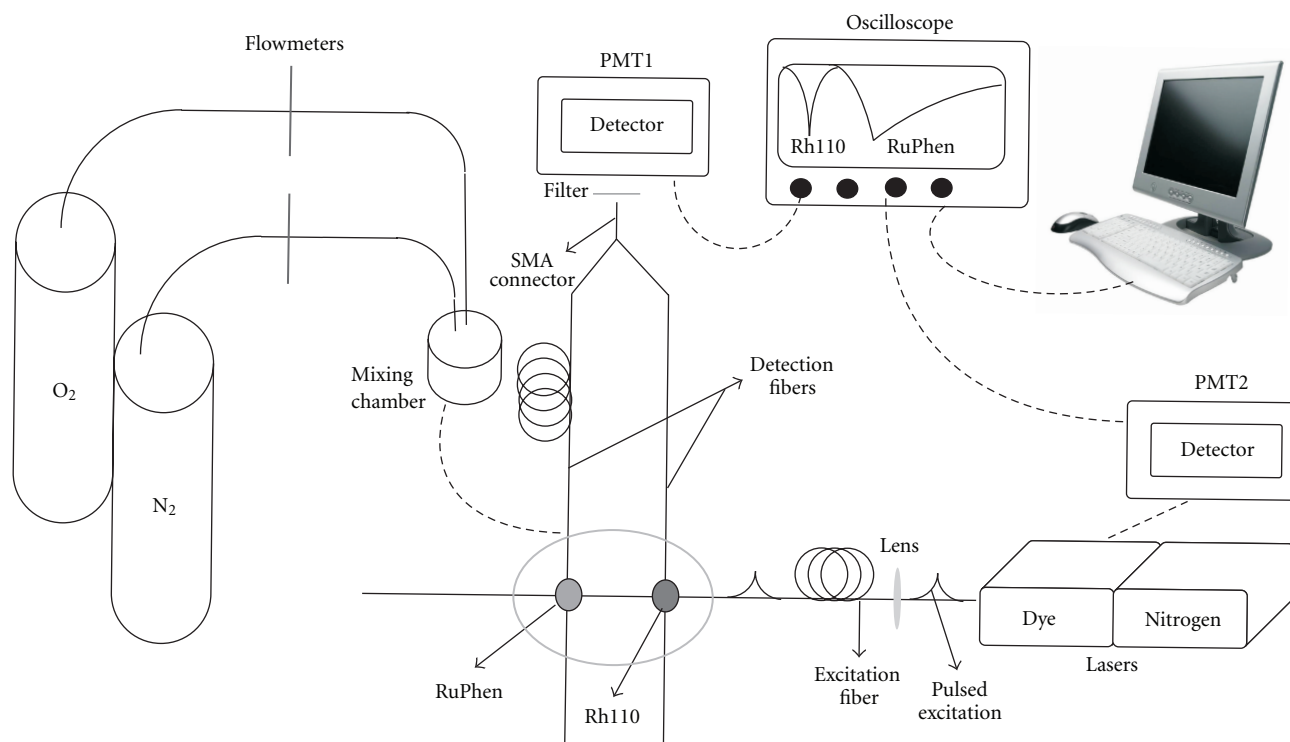 Flowmeters
PMT1
Oscilloscope
Detector
Rh110
RuPhen
Filter
SMA
connector
Mixing
chamber
O₂
N₂
Detection
fibers
PMT2
Detector
Lens
Dye
Nitrogen
Lasers
RuPhen
Rh110
Excitation
fiber
Pulsed
excitation